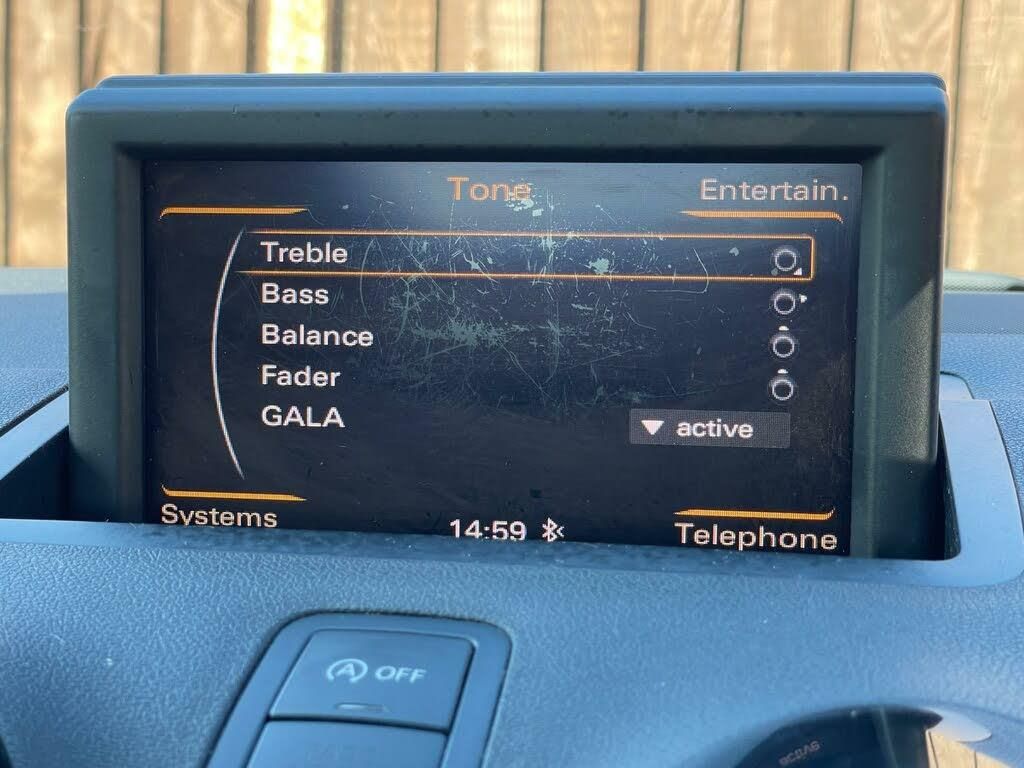 Tone
Entertain.
Treble
Bass
Balance
Fader
GALA
active
Systems
14:59
Telephone
A OFF